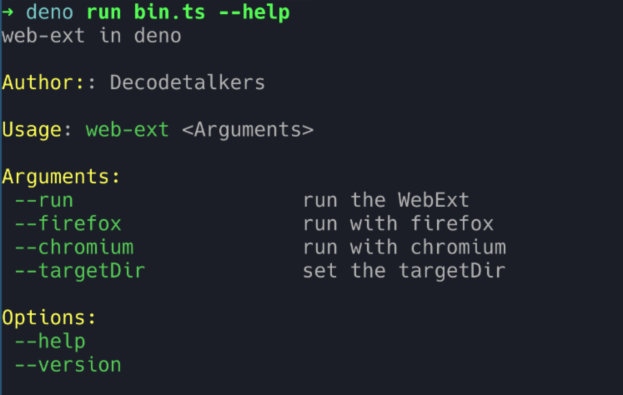 → deno run bin.ts --help
web-ext in deno
Author:: Decodetalkers
Usage: web-ext <Arguments>
Arguments:
--run run the WebExt
--firefox run with firefox
--chromium run with chromium
--targetDir set the targetDir
Options:
--help
--version